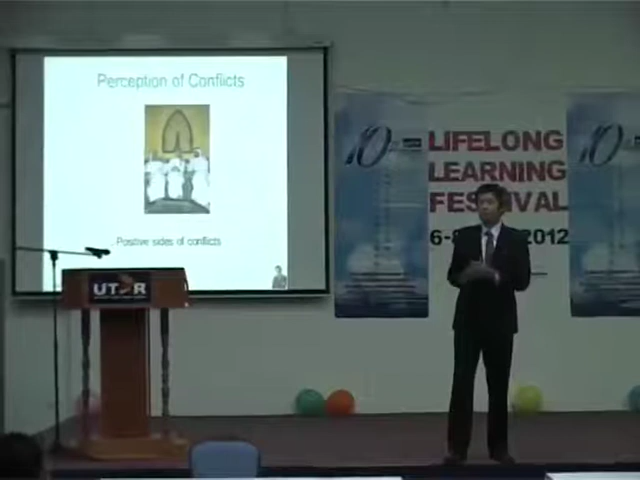 Perception of Conflicts
Positive sides of conflicts
10
LIFELONG
LEARNING
FESTIVAL
6-8
2012
10
UTAR